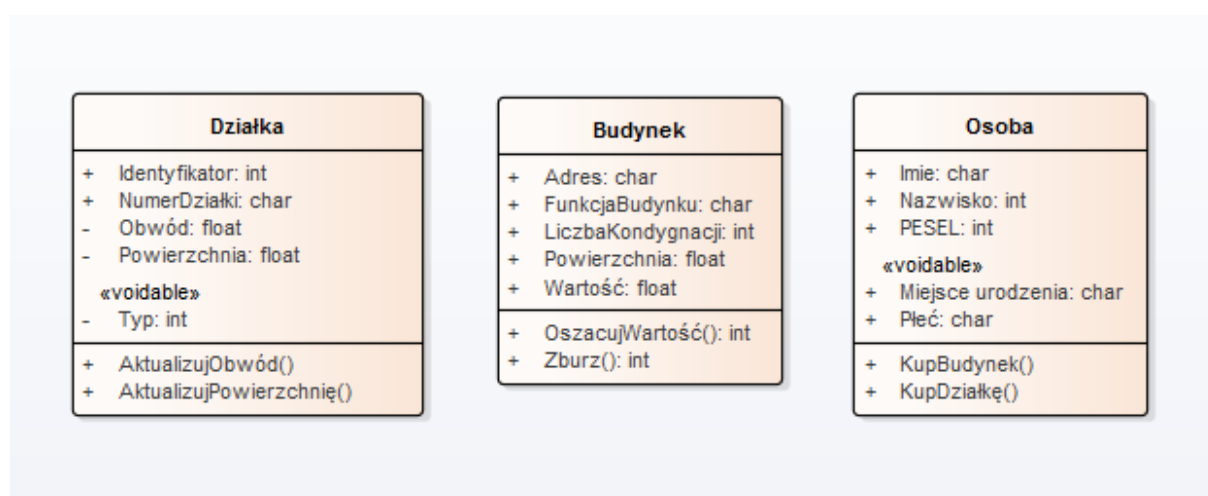 Działka
+ Identyfikator: int
+ NumerDziałki: char
- Obwód: float
- Powierzchnia: float
«voidable»
- Typ: int
+ AktualizujObwód()
+ AktualizujPowierzchnię()
Budynek
+ Adres: char
+ FunkcjaBudynku: char
+ LiczbaKondygnacji: int
+ Powierzchnia: float
+ Wartość: float
+ OszacujWartość(): int
+ Zburz(): int
Osoba
+ Imie: char
+ Nazwisko: int
+ PESEL: int
«voidable»
+ Miejsce urodzenia: char
+ Płeć: char
+ KupBudynek()
+ KupDziałkę()